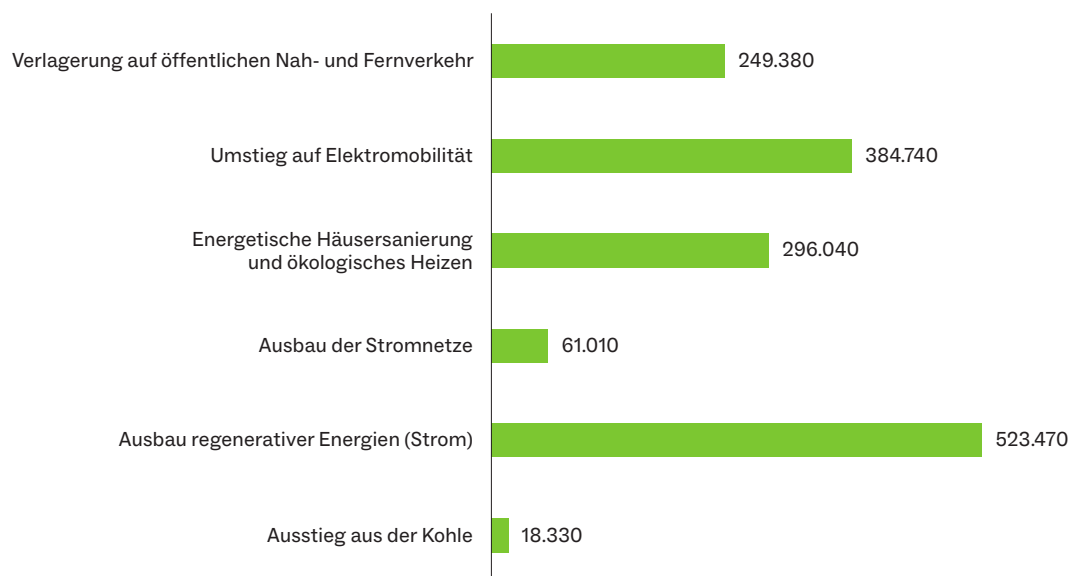 Verlagerung auf öffentlichen Nah- und Fernverkehr
249.380
Umstieg auf Elektromobilität
384.740
Energetische Häusersanierung
und ökologisches Heizen
296.040
Ausbau der Stromnetze
61.010
Ausbau regenerativer Energien (Strom)
523.470
Ausstieg aus der Kohle
18.330